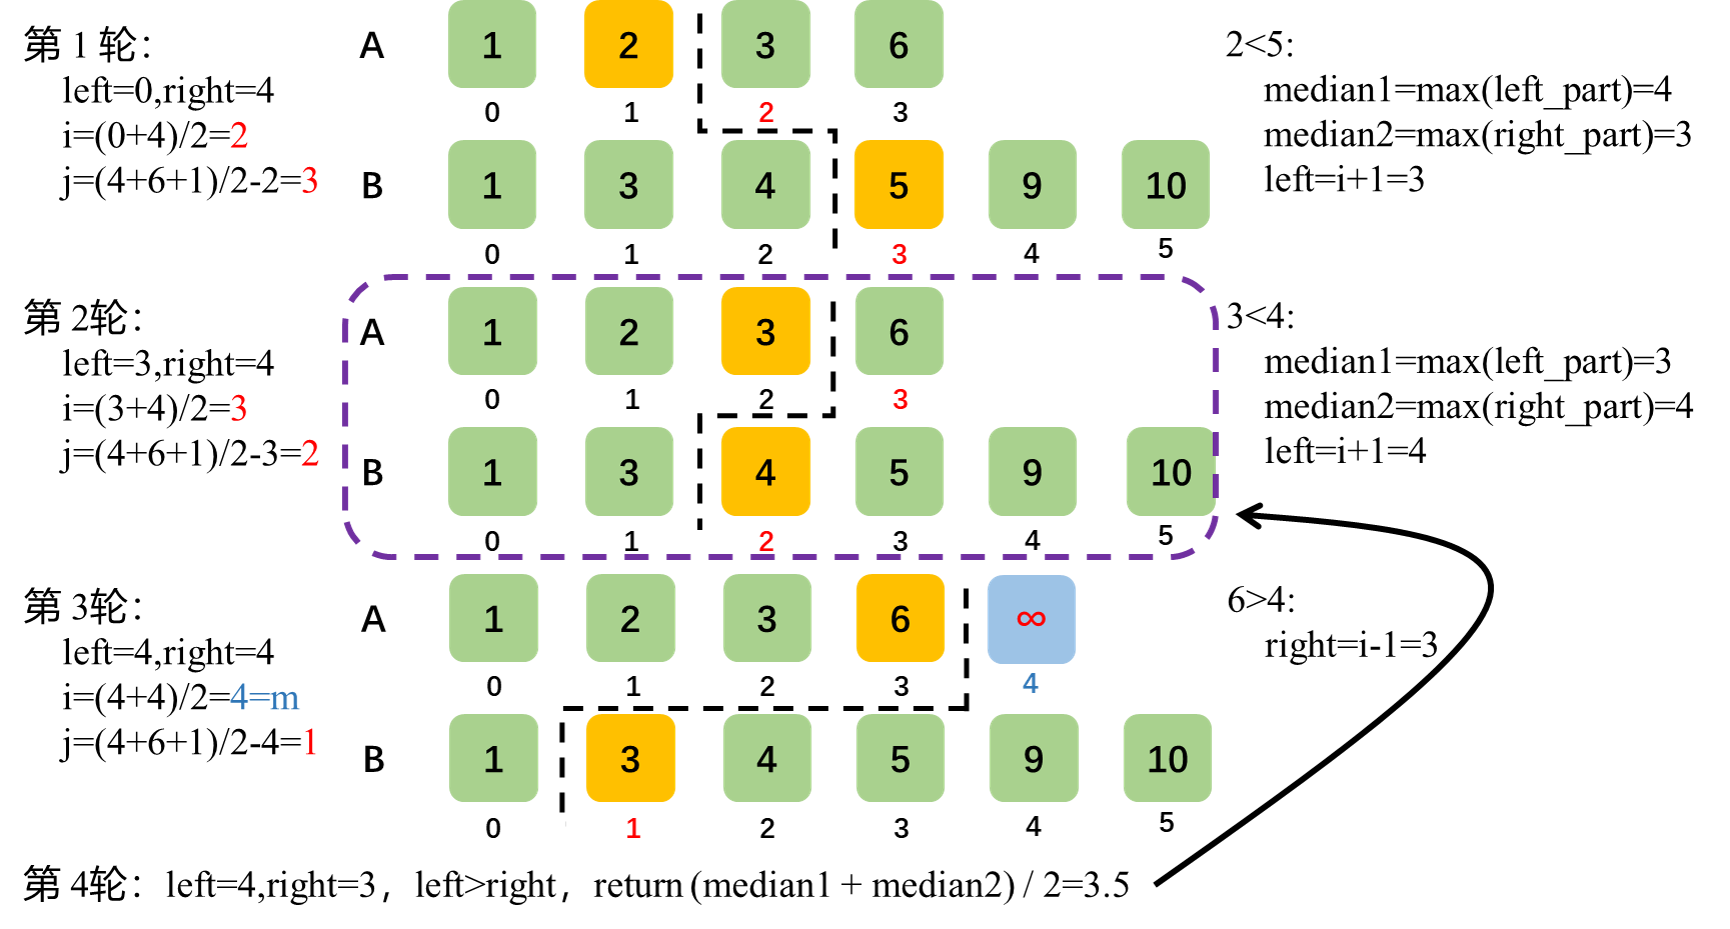 第 1 轮：
left=0,right=4
i=(0+4)/2=2
j=(4+6+1)/2-2=3
A 1 2 3 6
0 1 2 3
B 1 3 4 5 9 10
0 1 2 3 4 5
2<5:
median1=max(left_part)=4
median2=max(right_part)=3
left=i+1=3
第 2轮：
left=3,right=4
i=(3+4)/2=3
j=(4+6+1)/2-3=2
A 1 2 3 6
0 1 2 3
B 1 3 4 5 9 10
0 1 2 3 4 5
3<4:
median1=max(left_part)=3
median2=max(right_part)=4
left=i+1=4
第 3轮：
left=4,right=4
i=(4+4)/2=4=m
j=(4+6+1)/2-4=1
A 1 2 3 6 ∞
0 1 2 3 4
B 1 3 4 5 9 10
0 1 2 3 4 5
6>4:
right=i-1=3
第 4轮：left=4,right=3，left>right，return (median1 + median2) / 2=3.5